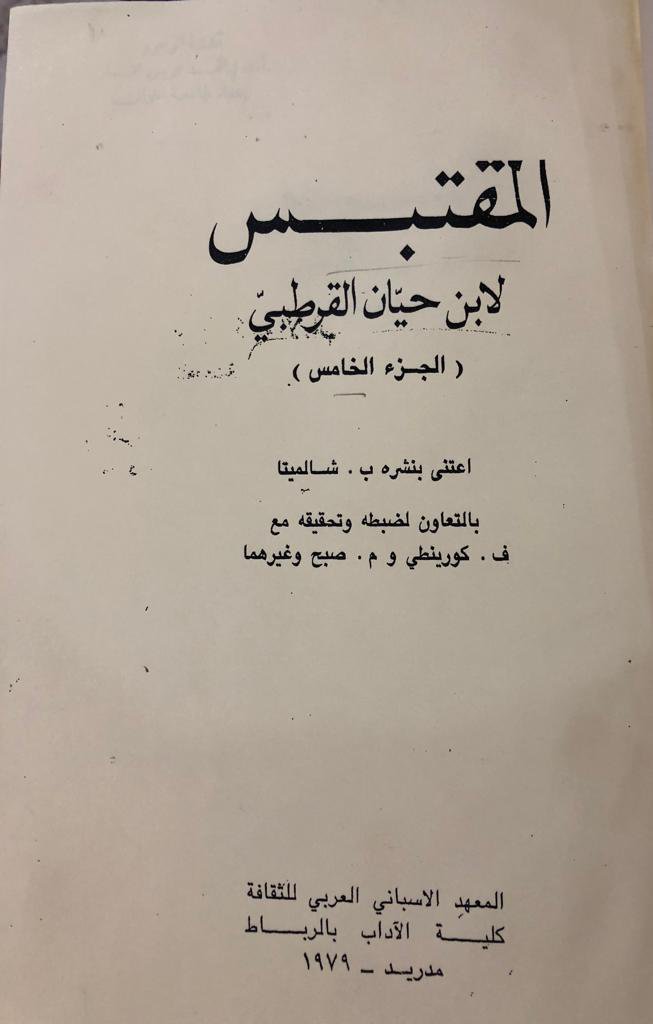 المقتبس
لابن حيّان القرطبيّ
( الجزء الخامس )
اعتنى بنشره ب . شالميتا
بالتعاون لضبطه وتحقيقه مع
ف . كورينطي و م . صبح وغيرهما
المعهد الاسباني العربي للثقافة
كلية الآداب بالرباط
مدريد - ١٩٧٩